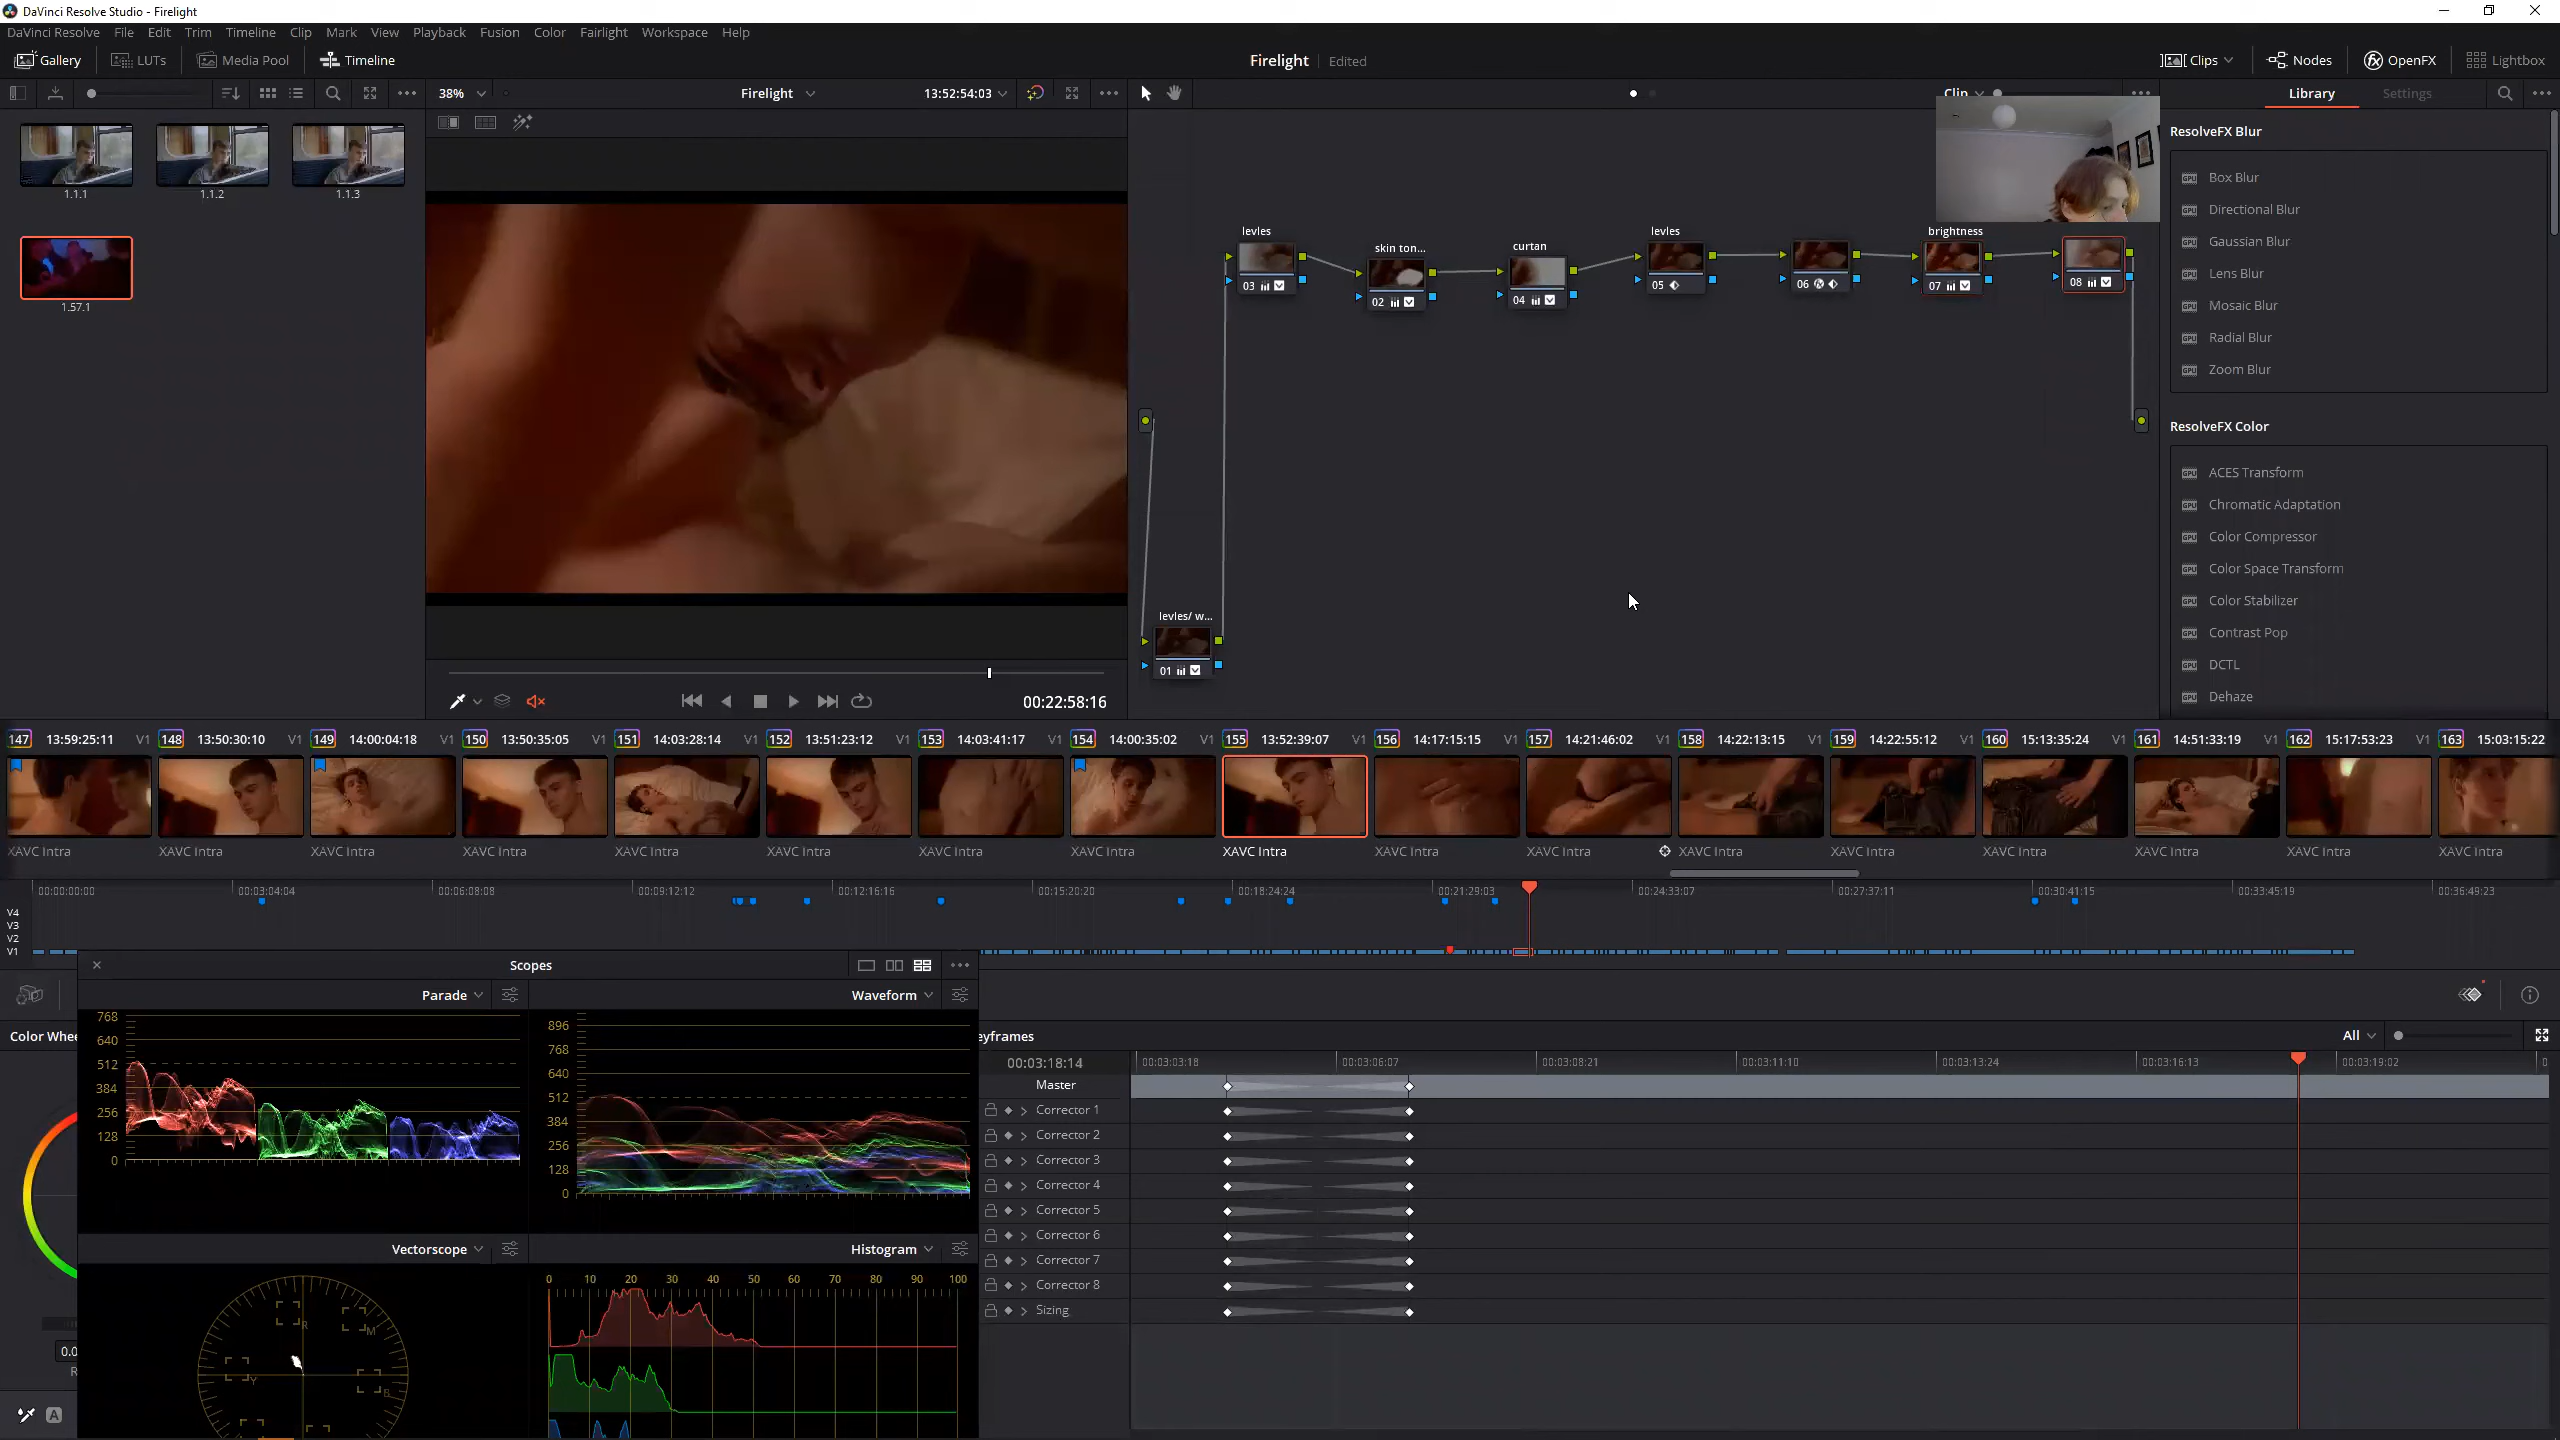 DaVinci Resolve Studio - Firelight
DaVinci Resolve File Edit Trim Timeline Clip Mark View Playback Fusion Color Fairlight Workspace Help
Gallery LUTs Media Pool Timeline Firelight Edited Clips Nodes OpenFX Lightbox
38% Firelight 13:52:54:03 Clip Library Settings
1.1.1 1.1.2 1.1.3
1.57.1
levles skin ton... curtan levles brightness
03 02 04 05 06 07 08
levles/ w...
01
ResolveFX Blur
Box Blur
Directional Blur
Gaussian Blur
Lens Blur
Mosaic Blur
Radial Blur
Zoom Blur
ResolveFX Color
ACES Transform
Chromatic Adaptation
Color Compressor
Color Space Transform
Color Stabilizer
Contrast Pop
DCTL
Dehaze
00:22:58:16
147 13:59:25:11 V1 148 13:50:30:10 V1 149 14:00:04:18 V1 150 13:50:35:05 V1 151 14:03:28:14 V1 152 13:51:23:12 V1 153 14:03:41:17 V1 154 14:00:35:02 V1 155 13:52:39:07 V1 156 14:17:15:15 V1 157 14:21:46:02 V1 158 14:22:13:15 V1 159 14:22:55:12 V1 160 15:13:35:24 V1 161 14:51:33:19 V1 162 15:17:53:23 V1 163 15:03:15:22
XAVC Intra XAVC Intra XAVC Intra XAVC Intra XAVC Intra XAVC Intra XAVC Intra XAVC Intra XAVC Intra XAVC Intra XAVC Intra XAVC Intra XAVC Intra XAVC Intra XAVC Intra XAVC Intra XAVC Intra
00:00:00:00 00:03:04:04 00:06:08:08 00:09:12:12 00:12:16:16 00:15:20:20 00:18:24:24 00:21:29:03 00:24:33:07 00:27:37:11 00:30:41:15 00:33:45:19 00:36:49:23
V4
V3
V2
V1
Scopes
Parade Waveform
768
640
512
384
256
128
0
896
768
640
512
384
256
128
0
Vectorscope Histogram
R
M
Y
B
0 10 20 30 40 50 60 70 80 90 100
Color Whee
0.0
R
A
eyframes All
00:03:18:14 00:03:03:18 00:03:06:07 00:03:08:21 00:03:11:10 00:03:13:24 00:03:16:13 00:03:19:02 0
Master
Corrector 1
Corrector 2
Corrector 3
Corrector 4
Corrector 5
Corrector 6
Corrector 7
Corrector 8
Sizing